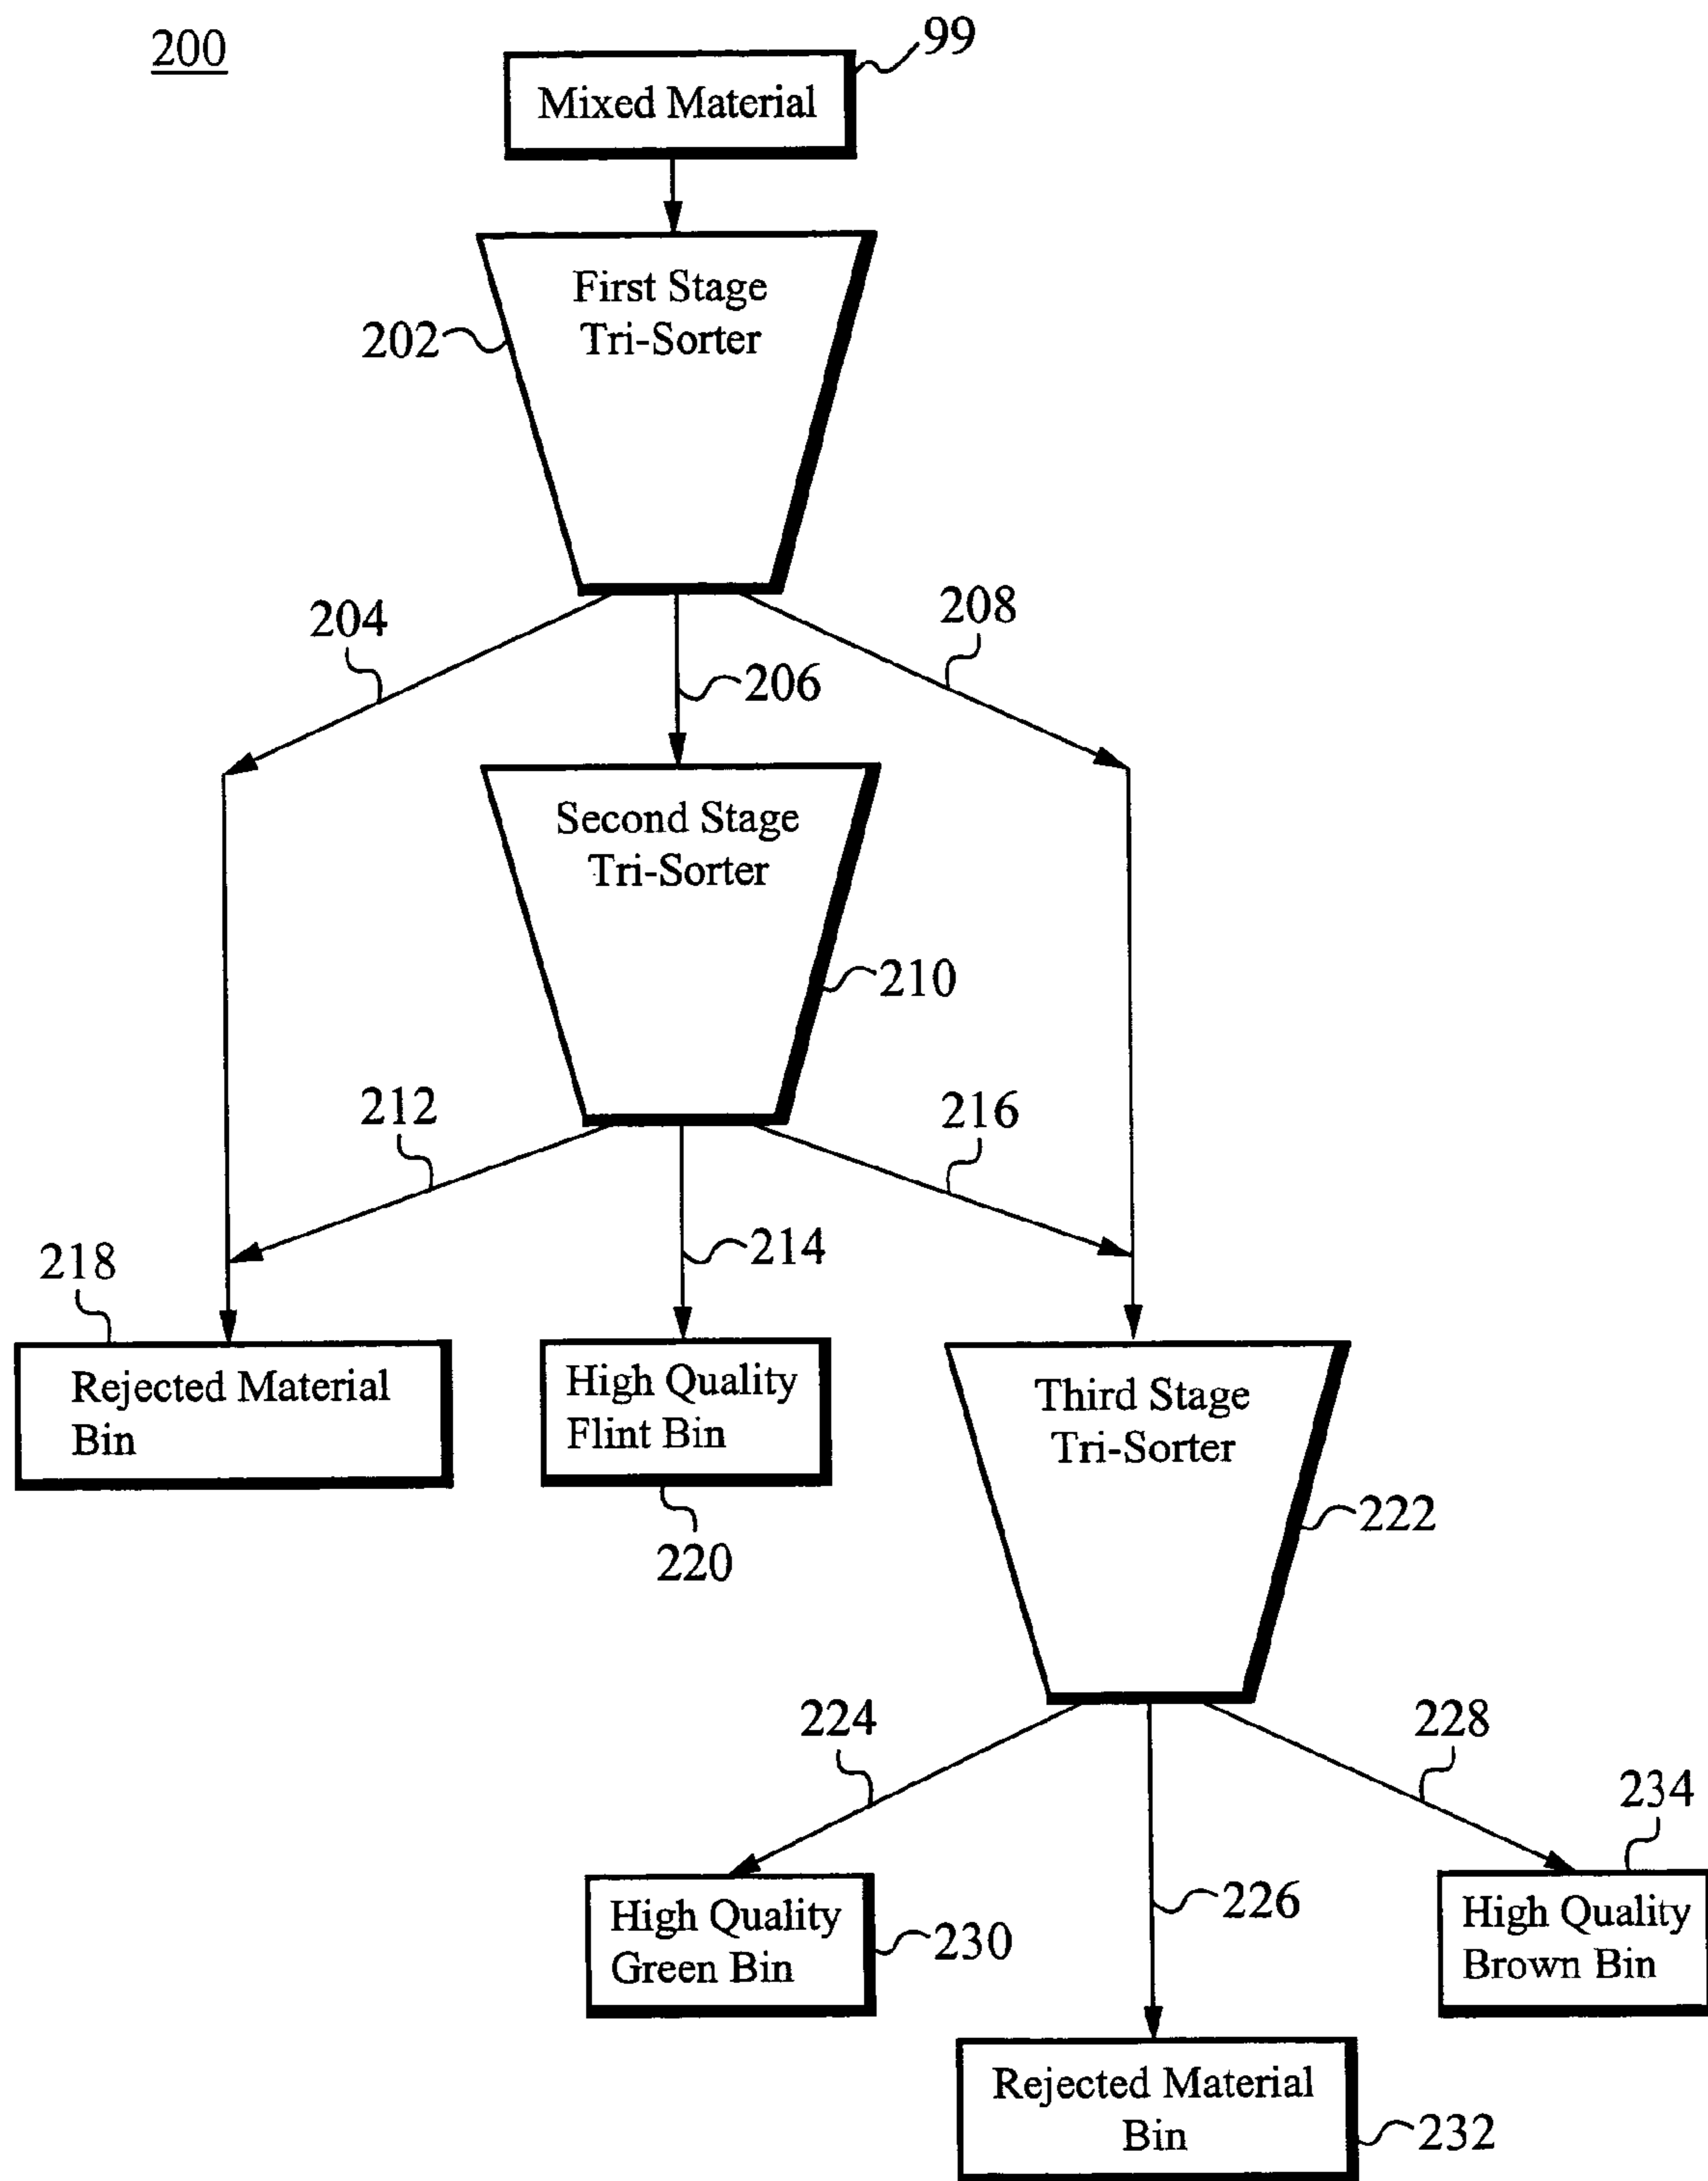 200
99
Mixed Material
First Stage
Tri-Sorter
202
204
208
206
Second Stage
Tri-Sorter
210
212
216
214
218
Rejected Material
Bin
High Quality
Flint Bin
220
Third Stage
Tri-Sorter
222
224
228
234
226
High Quality
Green Bin
230
High Quality
Brown Bin
Rejected Material
Bin
232